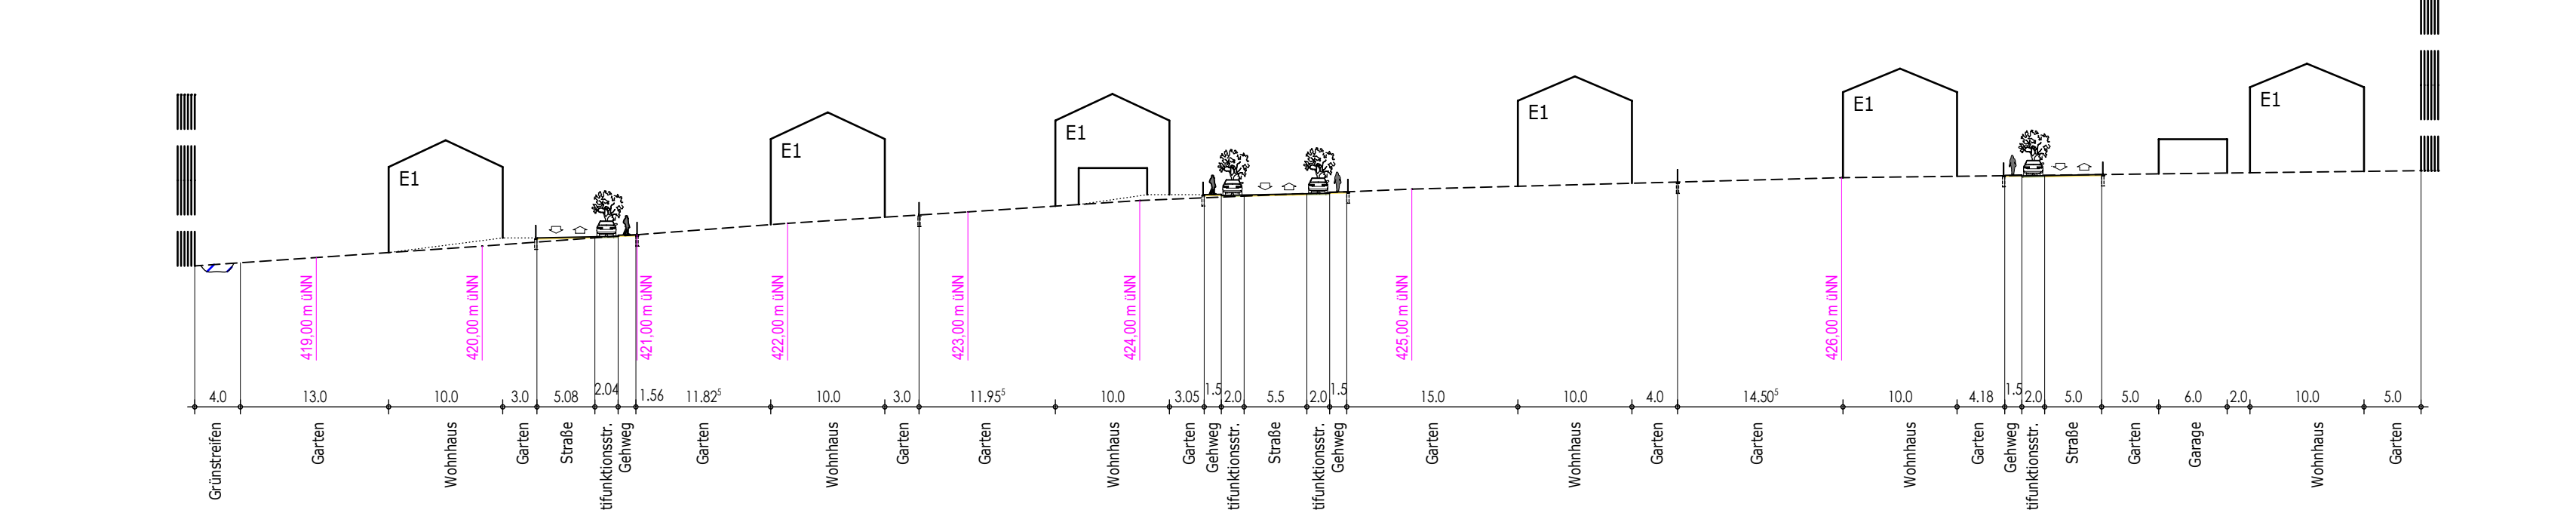 E1
E1
E1
E1
E1
E1
419,00 m üNN
420,00 m üNN
421,00 m üNN
422,00 m üNN
423,00 m üNN
424,00 m üNN
425,00 m üNN
426,00 m üNN
4.0 13.0 10.0 3.0 5.08 2.04 1.56 11.82⁵ 10.0 3.0 11.95⁵ 10.0 3.05 1.5 2.0 5.5 2.0 1.5 15.0 10.0 4.0 14.50⁵ 10.0 4.18 1.5 2.0 5.0 5.0 6.0 2.0 10.0 5.0
Grünstreifen
Garten
Wohnhaus
Garten
Straße
tifunktionsstr.
Gehweg
Garten
Wohnhaus
Garten
Garten
Wohnhaus
Garten
Gehweg
tifunktionsstr.
Straße
tifunktionsstr.
Gehweg
Garten
Wohnhaus
Garten
Garten
Wohnhaus
Garten
Gehweg
tifunktionsstr.
Straße
Garten
Garage
Wohnhaus
Garten